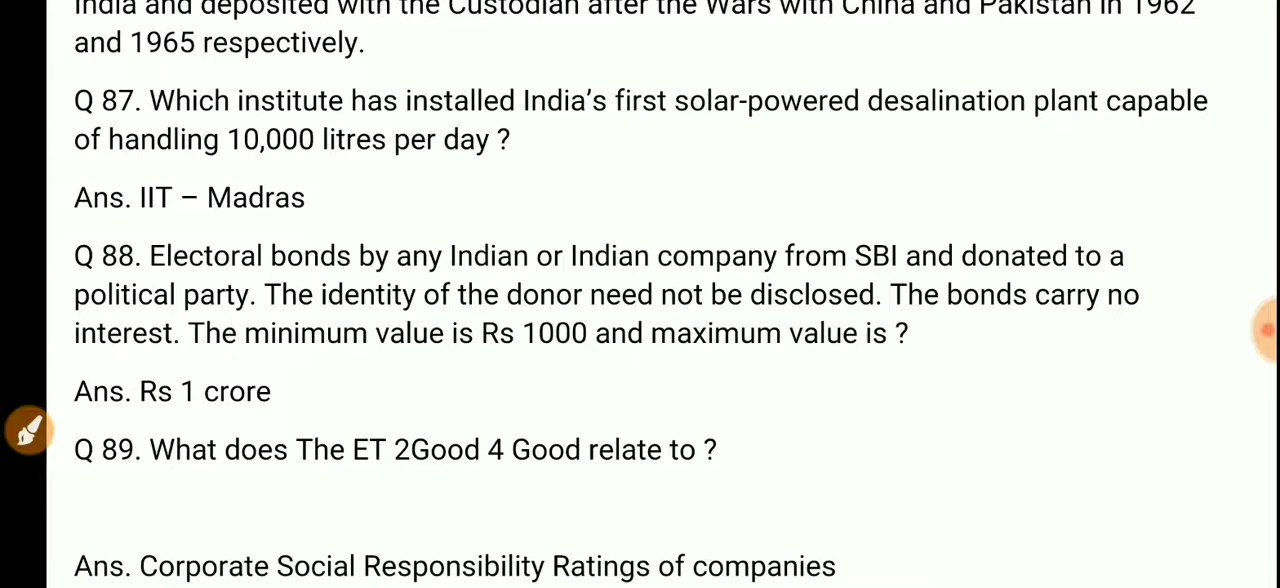 India and deposited with the Custodian after the Wars with China and Pakistan in 1962
and 1965 respectively.
Q 87. Which institute has installed India’s first solar-powered desalination plant capable
of handling 10,000 litres per day ?
Ans. IIT – Madras
Q 88. Electoral bonds by any Indian or Indian company from SBI and donated to a
political party. The identity of the donor need not be disclosed. The bonds carry no
interest. The minimum value is Rs 1000 and maximum value is ?
Ans. Rs 1 crore
Q 89. What does The ET 2Good 4 Good relate to ?
Ans. Corporate Social Responsibility Ratings of companies